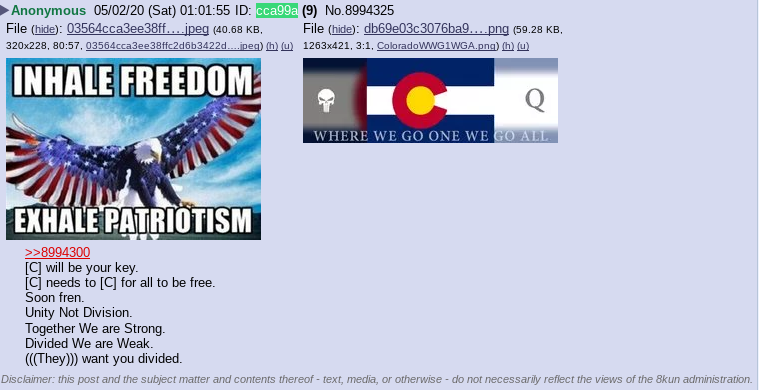 Anonymous 05/02/20 (Sat) 01:01:55 ID: cca99a (9) No.8994325
File (hide): 03564cca3ee38ff….jpeg (40.68 KB, 320x228, 80:57, 03564cca3ee38ffc2d6b3422d….jpeg) (h) (u)
File (hide): db69e03c3076ba9….png (59.28 KB, 1263x421, 3:1, ColoradoWWG1WGA.png) (h) (u)
INHALE FREEDOM
EXHALE PATRIOTISM
Q
WHERE WE GO ONE WE GO ALL
>>8994300
[C] will be your key.
[C] needs to [C] for all to be free.
Soon fren.
Unity Not Division.
Together We are Strong.
Divided We are Weak.
(((They))) want you divided.
Disclaimer: this post and the subject matter and contents thereof - text, media, or otherwise - do not necessarily reflect the views of the 8kun administration.